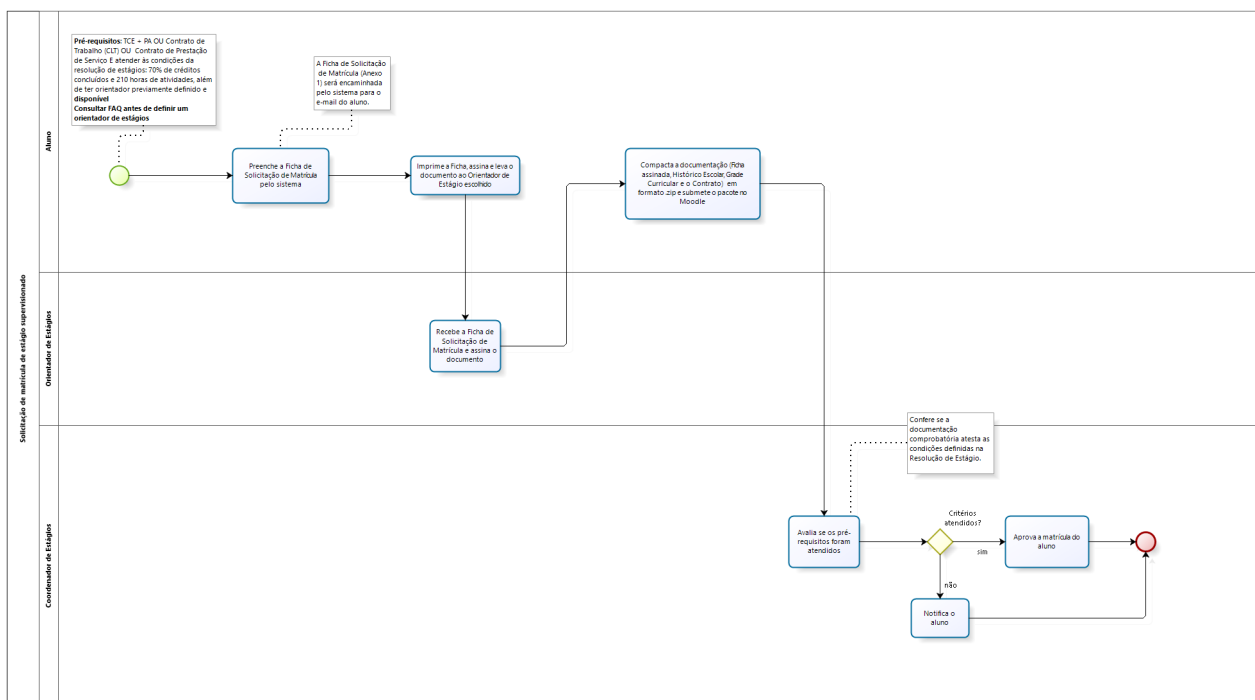 Solicitação de matrícula de estágio supervisionado
Aluno
Pré-requisitos: TCE + PA OU Contrato de
Trabalho (CLT) OU Contrato de Prestação
de Serviço E atender às condições da
resolução de estágios: 70% de créditos
concluídos e 210 horas de atividades, além
de ter orientador previamente definido e
disponível
Consultar FAQ antes de definir um
orientador de estágios
A Ficha de Solicitação
de Matrícula (Anexo
1) será encaminhada
pelo sistema para o
e-mail do aluno.
Preenche a Ficha de
Solicitação de Matrícula
pelo sistema
Imprime a Ficha, assina e leva o
documento ao Orientador de
Estágio escolhido
Compacta a documentação (Ficha
assinada, Histórico Escolar, Grade
Curricular e o Contrato) em
formato .zip e submete o pacote no
Moodle
Orientador de Estágios
Recebe a Ficha de
Solicitação de
Matrícula e assina o
documento
Coordenador de Estágios
Confere se a
documentação
comprobatória atesta as
condições definidas na
Resolução de Estágio.
Avalia se os pré-
requisitos foram
atendidos
Critérios
atendidos?
sim
não
Aprova a matrícula do
aluno
Notifica o
aluno